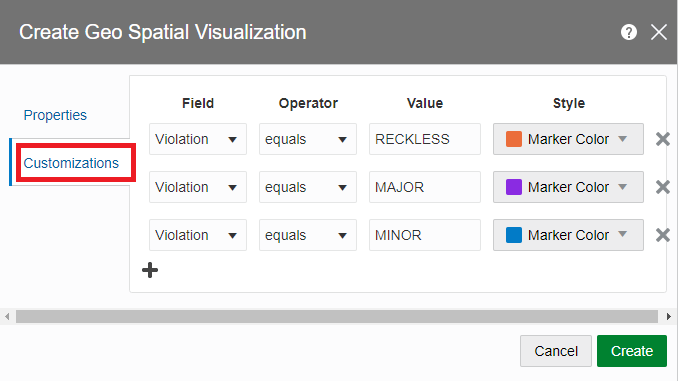 Create Geo Spatial Visualization
?
Properties
Customizations
Field Operator Value Style
Violation equals RECKLESS Marker Color
Violation equals MAJOR Marker Color
Violation equals MINOR Marker Color
Cancel Create